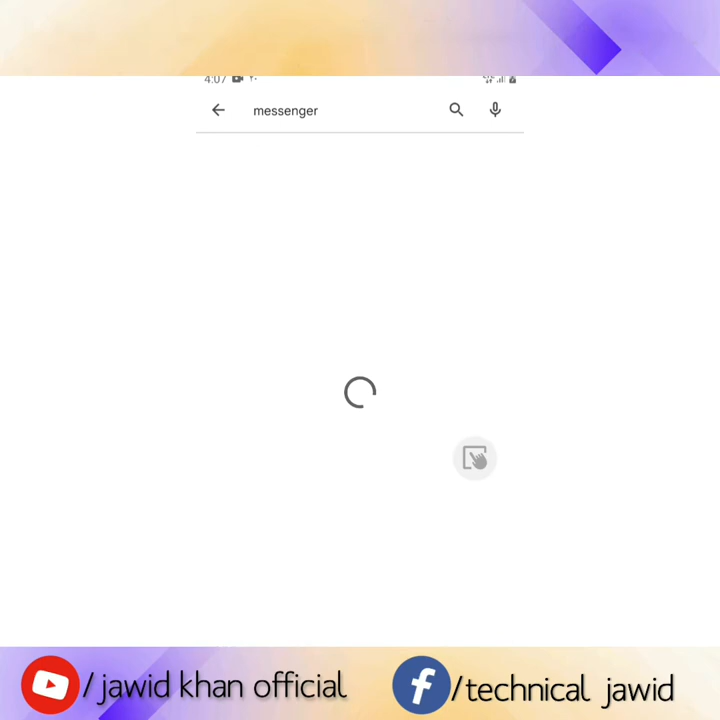 4:07
messenger
/ jawid khan official
/technical jawid